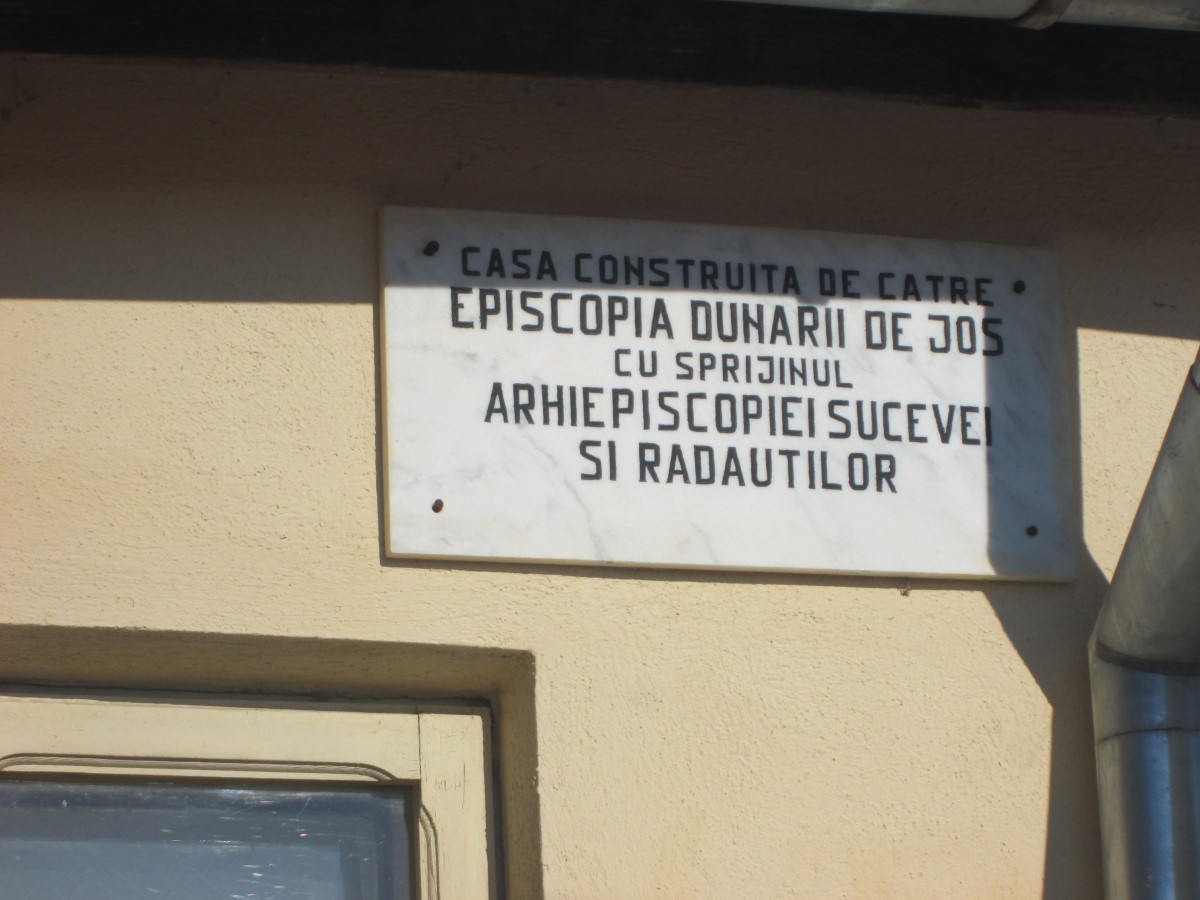 CASA CONSTRUITA DE CATRE
EPISCOPIA DUNARII DE JOS
CU SPRIJINUL
ARHIEPISCOPIEI SUCEVEI
SI RADAUTILOR